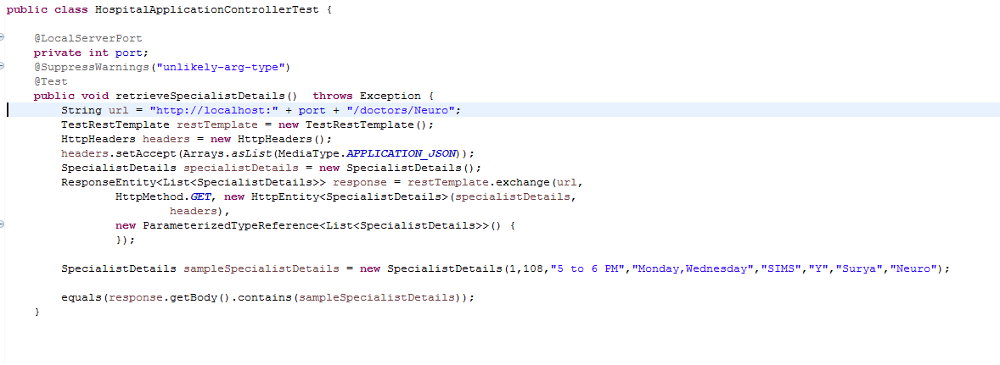 public class HospitalApplicationControllerTest {
@LocalServerPort
private int port;
@SuppressWarnings("unlikely-arg-type")
@Test
public void retrieveSpecialistDetails()  throws Exception {
String url = "http://localhost:" + port + "/doctors/Neuro";
TestRestTemplate restTemplate = new TestRestTemplate();
HttpHeaders headers = new HttpHeaders();
headers.setAccept(Arrays.asList(MediaType.APPLICATION_JSON));
SpecialistDetails specialistDetails = new SpecialistDetails();
ResponseEntity<List<SpecialistDetails>> response = restTemplate.exchange(url,
HttpMethod.GET, new HttpEntity<SpecialistDetails>(specialistDetails,
headers),
new ParameterizedTypeReference<List<SpecialistDetails>>() {
});
SpecialistDetails sampleSpecialistDetails = new SpecialistDetails(1,108,"5 to 6 PM","Monday,Wednesday","SIMS","Y","Surya","Neuro");
equals(response.getBody().contains(sampleSpecialistDetails));
}